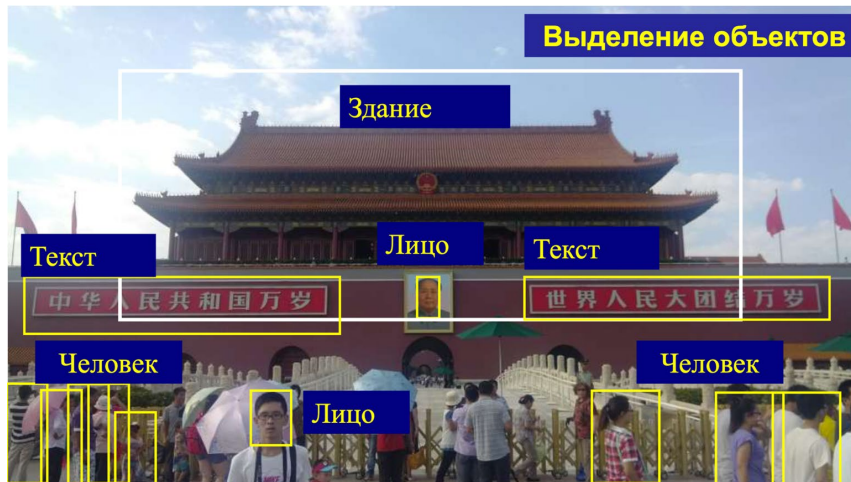 Выделение объектов
Здание
Текст
Лицо
Текст
中华人民共和国万岁
世界人民大团结万岁
Человек
Человек
Лицо